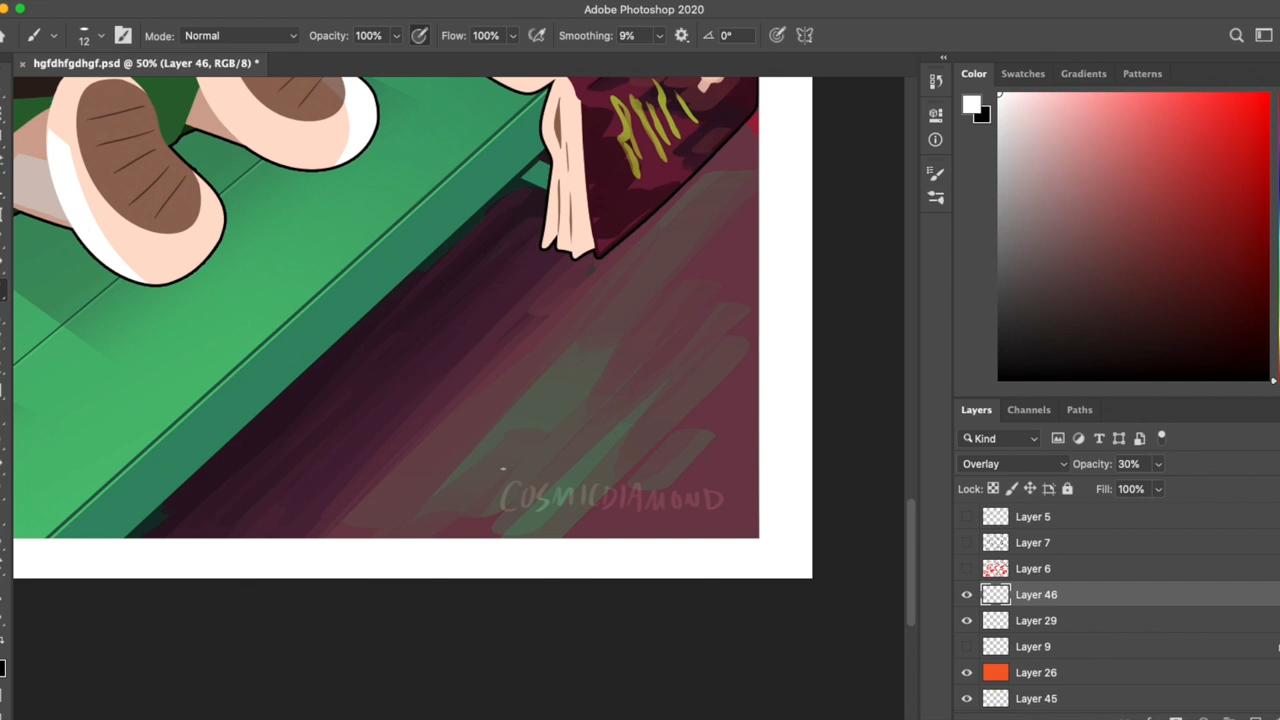 Adobe Photoshop 2020
12 Mode: Normal Opacity: 100% Flow: 100% Smoothing: 9% 0°
× hgfdhfgdhgf.psd @ 50% (Layer 46, RGB/8) *
Color Swatches Gradients Patterns
Layers Channels Paths
Kind
Overlay Opacity: 30%
Lock: Fill: 100%
Layer 5
Layer 7
Layer 6
Layer 46
Layer 29
Layer 9
Layer 26
Layer 45
COSMICDIAMOND